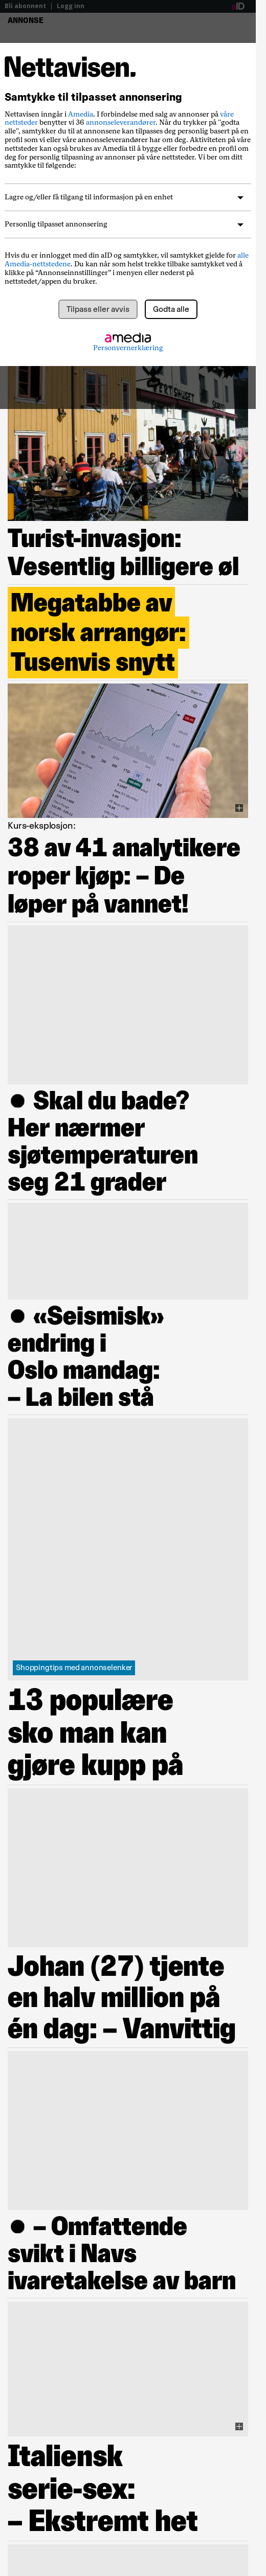 Bli abonnent | Logg inn
aID
ANNONSE
Nettavisen.
Samtykke til tilpasset annonsering
Nettavisen inngår i Amedia. I forbindelse med salg av annonser på våre
nettsteder benytter vi 36 annonseleverandører. Når du trykker på "godta
alle", samtykker du til at annonsene kan tilpasses deg personlig basert på en
profil som vi eller våre annonseleverandører har om deg. Aktiviteten på våre
nettsteder kan også brukes av Amedia til å bygge eller forbedre en profil om
deg for personlig tilpasning av annonser på våre nettsteder. Vi ber om ditt
samtykke til følgende:
Lagre og/eller få tilgang til informasjon på en enhet
Personlig tilpasset annonsering
Hvis du er innlogget med din aID og samtykker, vil samtykket gjelde for alle
Amedia-nettstedene. Du kan når som helst trekke tilbake samtykket ved å
klikke på “Annonseinnstillinger” i menyen eller nederst på
nettstedet/appen du bruker.
Tilpass eller avvis
Godta alle
amedia
Personvernerklæring
Turist-invasjon:
Vesentlig billigere øl
Megatabbe av
norsk arrangør:
Tusenvis snytt
Kurs-eksplosjon:
38 av 41 analytikere
roper kjøp: – De
løper på vannet!
● Skal du bade?
Her nærmer
sjøtemperaturen
seg 21 grader
● «Seismisk»
endring i
Oslo mandag:
– La bilen stå
Shoppingtips med annonselenker
13 populære
sko man kan
gjøre kupp på
Johan (27) tjente
en halv million på
én dag: – Vanvittig
● – Omfattende
svikt i Navs
ivaretakelse av barn
Italiensk
serie-sex:
– Ekstremt het